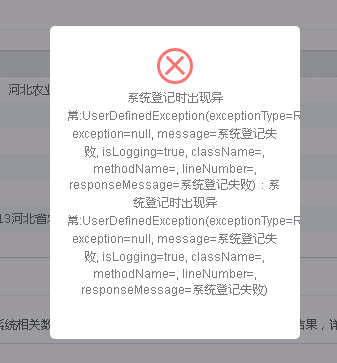 系统登记时出现异
常:UserDefinedException(exceptionType=R
exception=null, message=系统登记失
败, isLogging=true, className=,
methodName=, lineNumber=,
responseMessage=系统登记失败)：系
统登记时出现异
常:UserDefinedException(exceptionType=R
exception=null, message=系统登记失
败, isLogging=true, className=,
methodName=, lineNumber=,
responseMessage=系统登记失败)
河北农业
13河北省
系统相关数
结果，